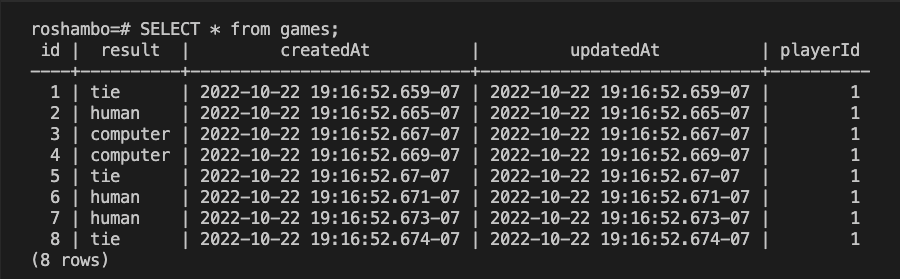 roshambo=# SELECT * from games;
 id |  result  |         createdAt          |         updatedAt          | playerId
----+----------+----------------------------+----------------------------+----------
  1 | tie      | 2022-10-22 19:16:52.659-07 | 2022-10-22 19:16:52.659-07 |        1
  2 | human    | 2022-10-22 19:16:52.665-07 | 2022-10-22 19:16:52.665-07 |        1
  3 | computer | 2022-10-22 19:16:52.667-07 | 2022-10-22 19:16:52.667-07 |        1
  4 | computer | 2022-10-22 19:16:52.669-07 | 2022-10-22 19:16:52.669-07 |        1
  5 | tie      | 2022-10-22 19:16:52.67-07  | 2022-10-22 19:16:52.67-07  |        1
  6 | human    | 2022-10-22 19:16:52.671-07 | 2022-10-22 19:16:52.671-07 |        1
  7 | human    | 2022-10-22 19:16:52.673-07 | 2022-10-22 19:16:52.673-07 |        1
  8 | tie      | 2022-10-22 19:16:52.674-07 | 2022-10-22 19:16:52.674-07 |        1
(8 rows)